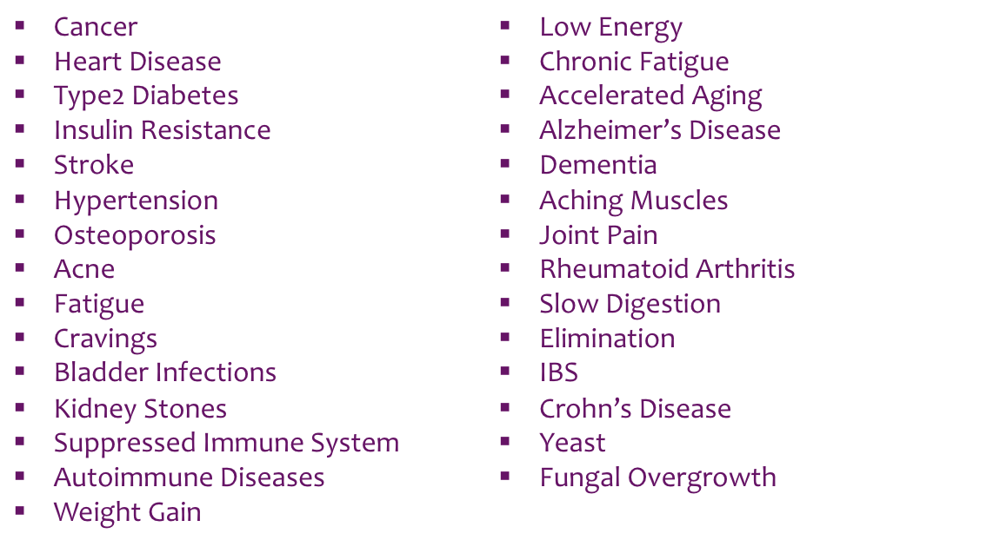 ▪ Cancer
▪ Heart Disease
▪ Type2 Diabetes
▪ Insulin Resistance
▪ Stroke
▪ Hypertension
▪ Osteoporosis
▪ Acne
▪ Fatigue
▪ Cravings
▪ Bladder Infections
▪ Kidney Stones
▪ Suppressed Immune System
▪ Autoimmune Diseases
▪ Weight Gain
▪ Low Energy
▪ Chronic Fatigue
▪ Accelerated Aging
▪ Alzheimer’s Disease
▪ Dementia
▪ Aching Muscles
▪ Joint Pain
▪ Rheumatoid Arthritis
▪ Slow Digestion
▪ Elimination
▪ IBS
▪ Crohn’s Disease
▪ Yeast
▪ Fungal Overgrowth